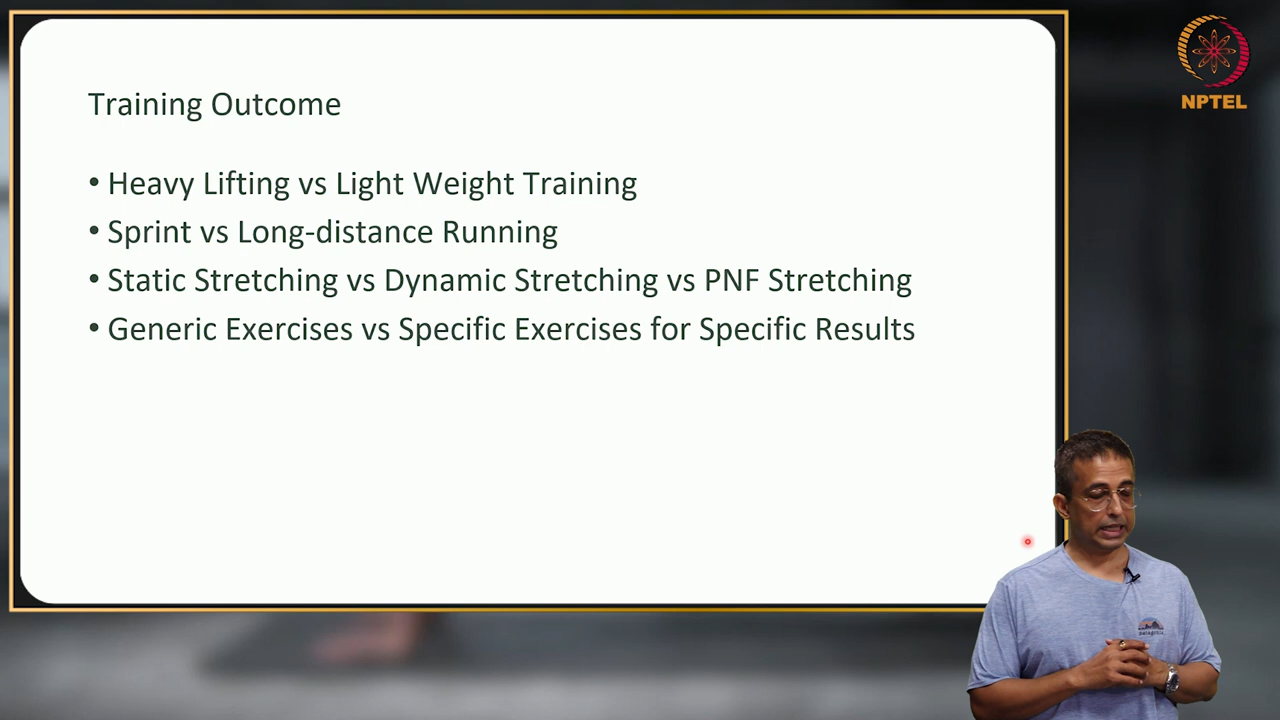 Training Outcome
• Heavy Lifting vs Light Weight Training
• Sprint vs Long-distance Running
• Static Stretching vs Dynamic Stretching vs PNF Stretching
• Generic Exercises vs Specific Exercises for Specific Results
NPTEL
patagonia